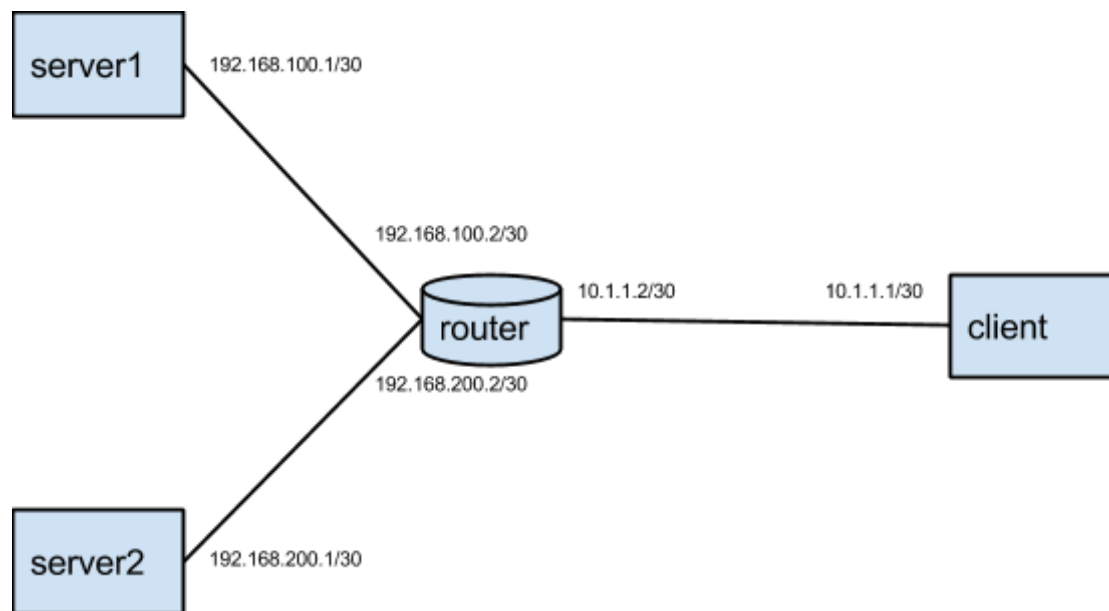 server1
192.168.100.1/30
192.168.100.2/30
router
10.1.1.2/30
10.1.1.1/30
client
192.168.200.2/30
server2
192.168.200.1/30